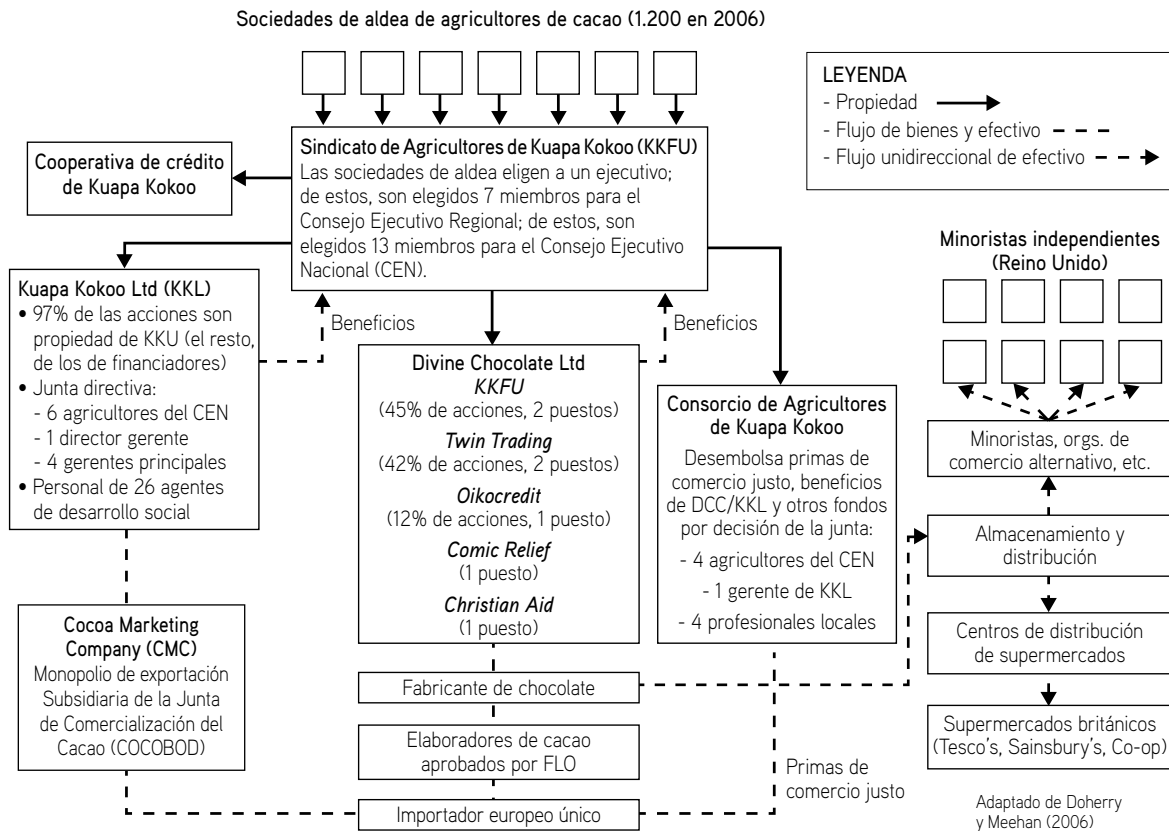 Sociedades de aldea de agricultores de cacao (1.200 en 2006)
LEYENDA
- Propiedad
- Flujo de bienes y efectivo
- Flujo unidireccional de efectivo
Cooperativa de crédito
de Kuapa Kokoo
Sindicato de Agricultores de Kuapa Kokoo (KKFU)
Las sociedades de aldea eligen a un ejecutivo;
de estos, son elegidos 7 miembros para el
Consejo Ejecutivo Regional; de estos, son
elegidos 13 miembros para el Consejo Ejecutivo
Nacional (CEN).
Kuapa Kokoo Ltd (KKL)
• 97% de las acciones son
propiedad de KKU (el resto,
de los de financiadores)
• Junta directiva:
- 6 agricultores del CEN
- 1 director gerente
- 4 gerentes principales
• Personal de 26 agentes
de desarrollo social
Beneficios
Beneficios
Divine Chocolate Ltd
KKFU
(45% de acciones, 2 puestos)
Twin Trading
(42% de acciones, 2 puestos)
Oikocredit
(12% de acciones, 1 puesto)
Comic Relief
(1 puesto)
Christian Aid
(1 puesto)
Consorcio de Agricultores
de Kuapa Kokoo
Desembolsa primas de
comercio justo, beneficios
de DCC/KKL y otros fondos
por decisión de la junta:
- 4 agricultores del CEN
- 1 gerente de KKL
- 4 profesionales locales
Minoristas independientes
(Reino Unido)
Minoristas, orgs. de
comercio alternativo, etc.
Almacenamiento y
distribución
Centros de distribución
de supermercados
Supermercados británicos
(Tesco's, Sainsbury's, Co-op)
Cocoa Marketing
Company (CMC)
Monopolio de exportación
Subsidiaria de la Junta
de Comercialización del
Cacao (COCOBOD)
Fabricante de chocolate
Elaboradores de cacao
aprobados por FLO
Importador europeo único
Primas de
comercio justo
Adaptado de Doherry
y Meehan (2006)